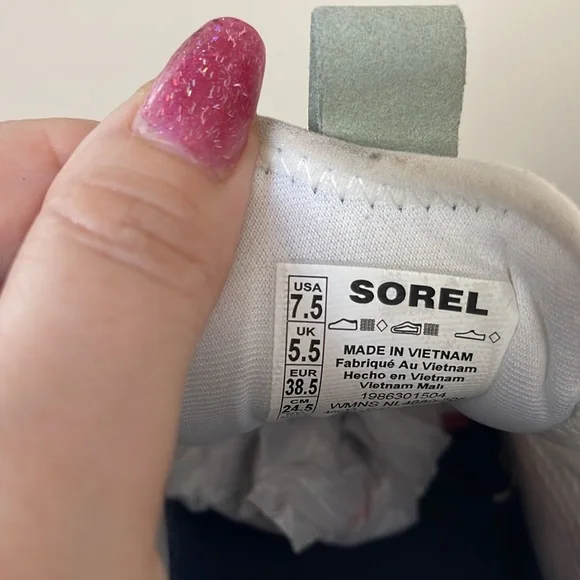 USA
7.5
UK
5.5
EUR
38.5
CM
24.5
SOREL
MADE IN VIETNAM
Fabriqué Au Vietnam
Hecho en Vietnam
Vietnam Malı
1986301504
WMNS